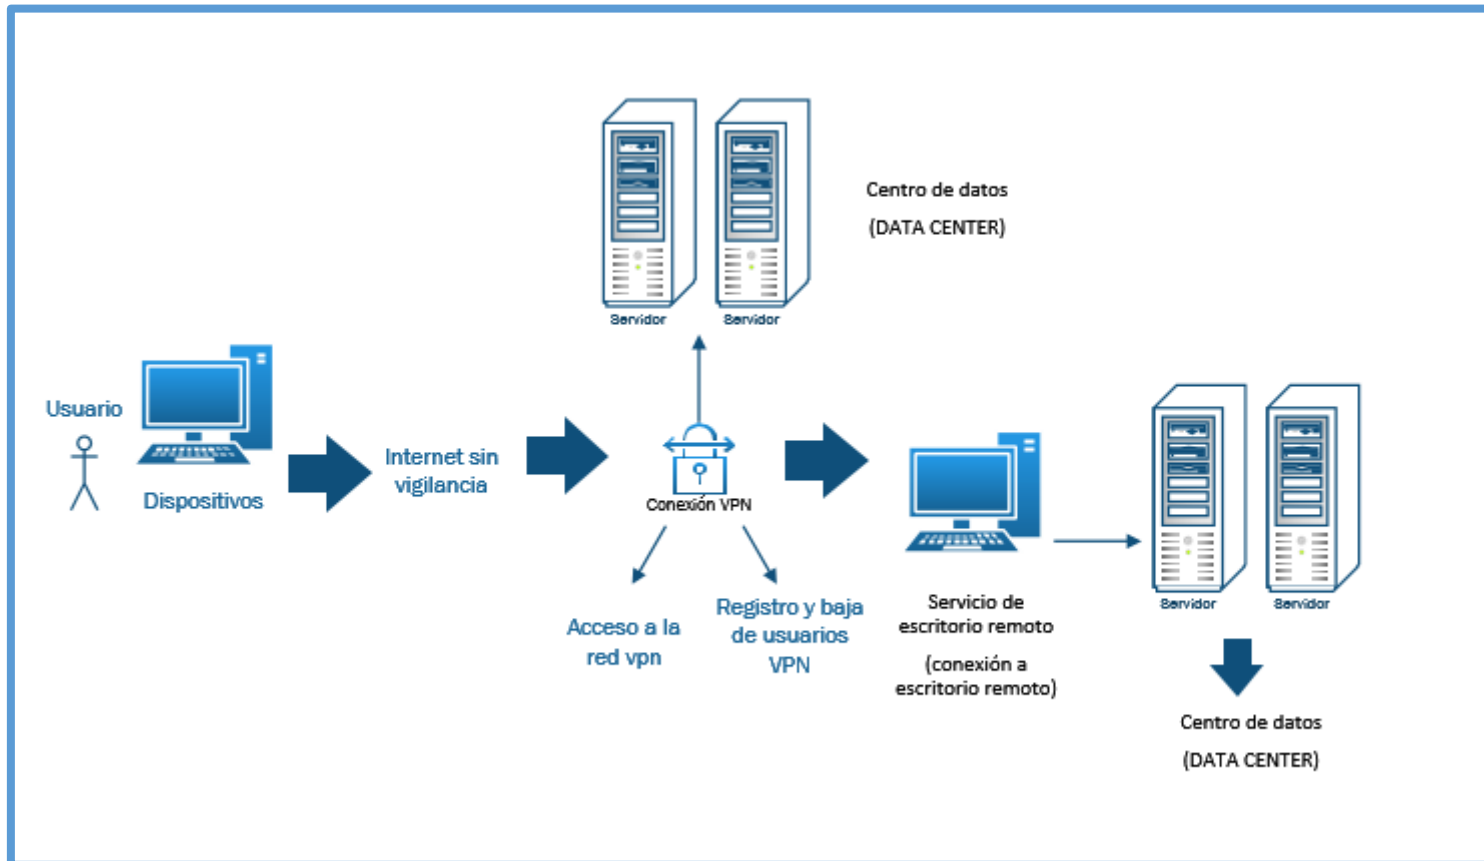 Centro de datos
(DATA CENTER)
Servidor
Servidor
Usuario
Dispositivos
Internet sin
vigilancia
Conexión VPN
Acceso a la
red vpn
Registro y baja
de usuarios
VPN
Servicio de
escritorio remoto
(conexión a
escritorio remoto)
Servidor
Servidor
Centro de datos
(DATA CENTER)